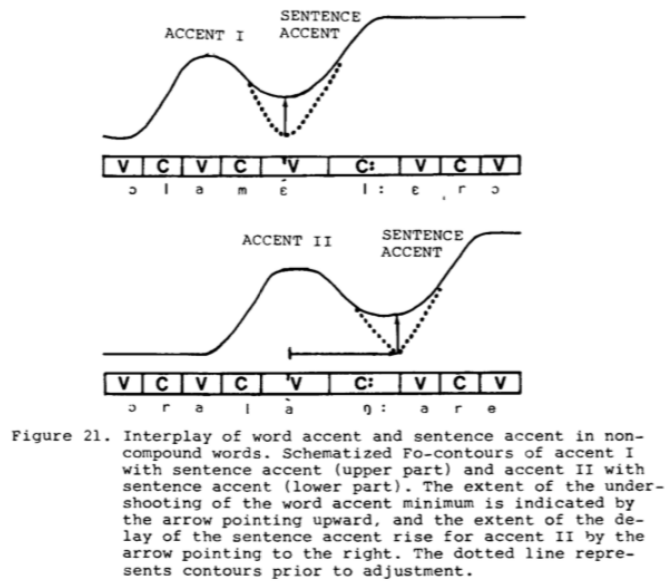 SENTENCE
ACCENT I ACCENT
V C V C 'V C: V C V
ɔ l a m ɛ́ l: ɛ r ɔ
SENTENCE
ACCENT II ACCENT
V C V C 'V C: V C V
ɔ r a l à ŋ: a r e
Figure 21. Interplay of word accent and sentence accent in non-
compound words. Schematized Fo-contours of accent I
with sentence accent (upper part) and accent II with
sentence accent (lower part). The extent of the under-
shooting of the word accent minimum is indicated by
the arrow pointing upward, and the extent of the de-
lay of the sentence accent rise for accent II by the
arrow pointing to the right. The dotted line repre-
sents contours prior to adjustment.